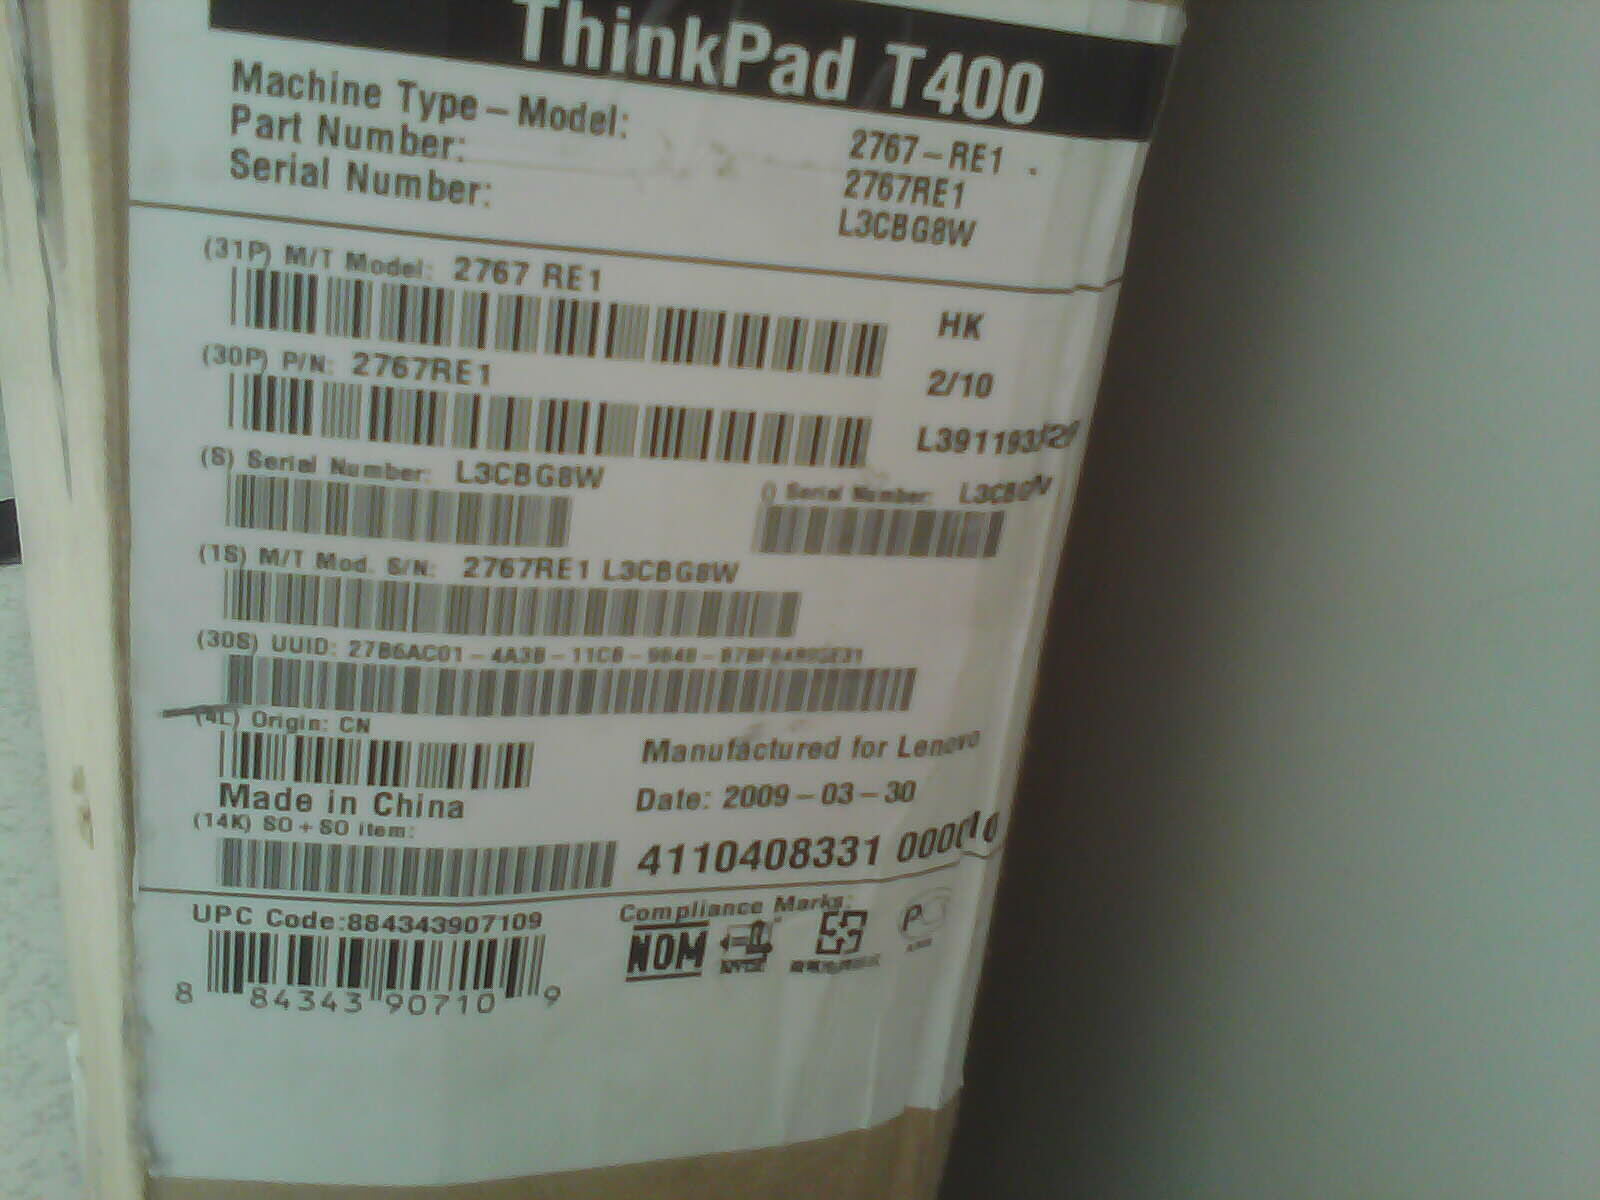 ThinkPad T400
Machine Type – Model: 2767 – RE1
Part Number: 2767RE1
Serial Number: L3CBG8W
(31P) M/T Model: 2767 RE1
HK
(30P) P/N: 2767RE1
2/10
(S) Serial Number: L3CBG8W
() Serial Number:
(1S) M/T Mod. S/N: 2767RE1 L3CBG8W
(30S) UUID:
(4L) Origin: CN
Manufactured for Lenovo
Made in China
Date: 2009 – 03 – 30
(14K) SO + SO item:
4110408331
UPC Code:884343907109
Compliance Marks:
NOM
8 84343 90710 9